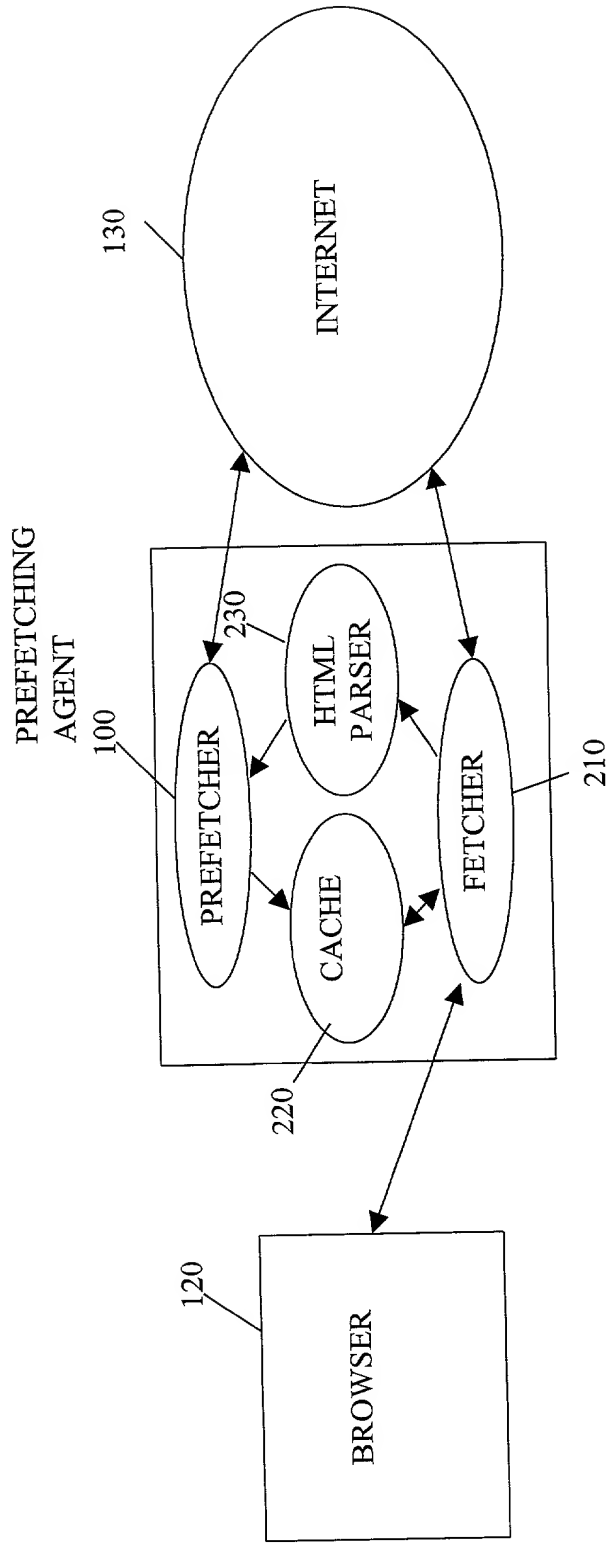 PREFETCHING
AGENT
100
130
120
PREFETCHER
230
HTML
PARSER
INTERNET
BROWSER
CACHE
220
FETCHER
210